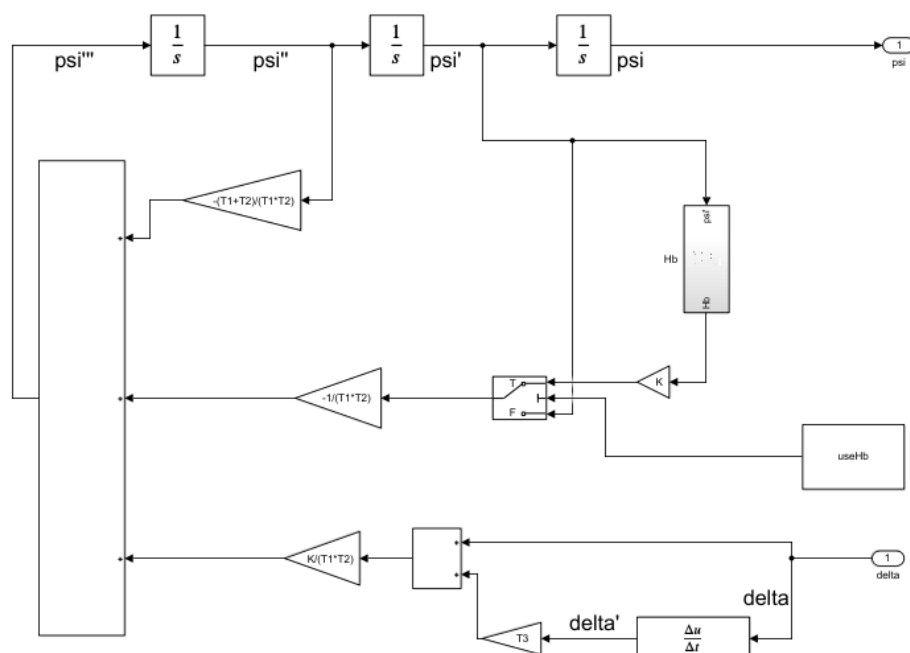 1
s
1
s
1
s
1
psi'''
psi''
psi'
psi
psi
-(T1+T2)/(T1*T2)
psi'
Hb
Hb
K
T
F
-1/(T1*T2)
useHb
K/(T1*T2)
1
delta
delta
delta'
T3
Δu
Δt
+
+
+
+
+